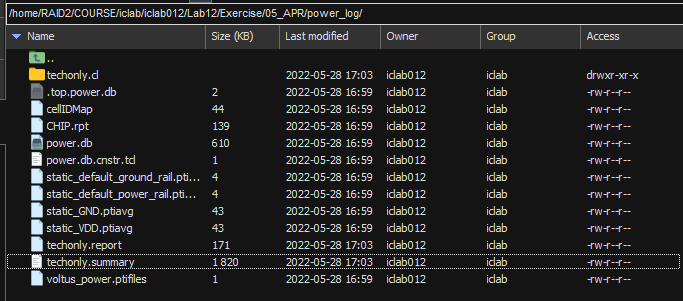 /home/RAID2/COURSE/iclab/iclab012/Lab12/Exercise/05_APR/power_log/
Name Size (KB) Last modified Owner Group Access
..
techonly.cl 2022-05-28 17:03 iclab012 iclab drwxr-xr-x
.top.power.db 2 2022-05-28 16:59 iclab012 iclab -rw-r--r--
cellIDMap 44 2022-05-28 16:59 iclab012 iclab -rw-r--r--
CHIP.rpt 139 2022-05-28 16:59 iclab012 iclab -rw-r--r--
power.db 610 2022-05-28 16:59 iclab012 iclab -rw-r--r--
power.db.cnstr.tcl 1 2022-05-28 16:59 iclab012 iclab -rw-r--r--
static_default_ground_rail.pti... 4 2022-05-28 16:59 iclab012 iclab -rw-r--r--
static_default_power_rail.pti... 4 2022-05-28 16:59 iclab012 iclab -rw-r--r--
static_GND.ptiavg 43 2022-05-28 16:59 iclab012 iclab -rw-r--r--
static_VDD.ptiavg 43 2022-05-28 16:59 iclab012 iclab -rw-r--r--
techonly.report 171 2022-05-28 17:03 iclab012 iclab -rw-r--r--
techonly.summary 1 820 2022-05-28 17:03 iclab012 iclab -rw-r--r--
voltus_power.ptifiles 1 2022-05-28 16:59 iclab012 iclab -rw-r--r--